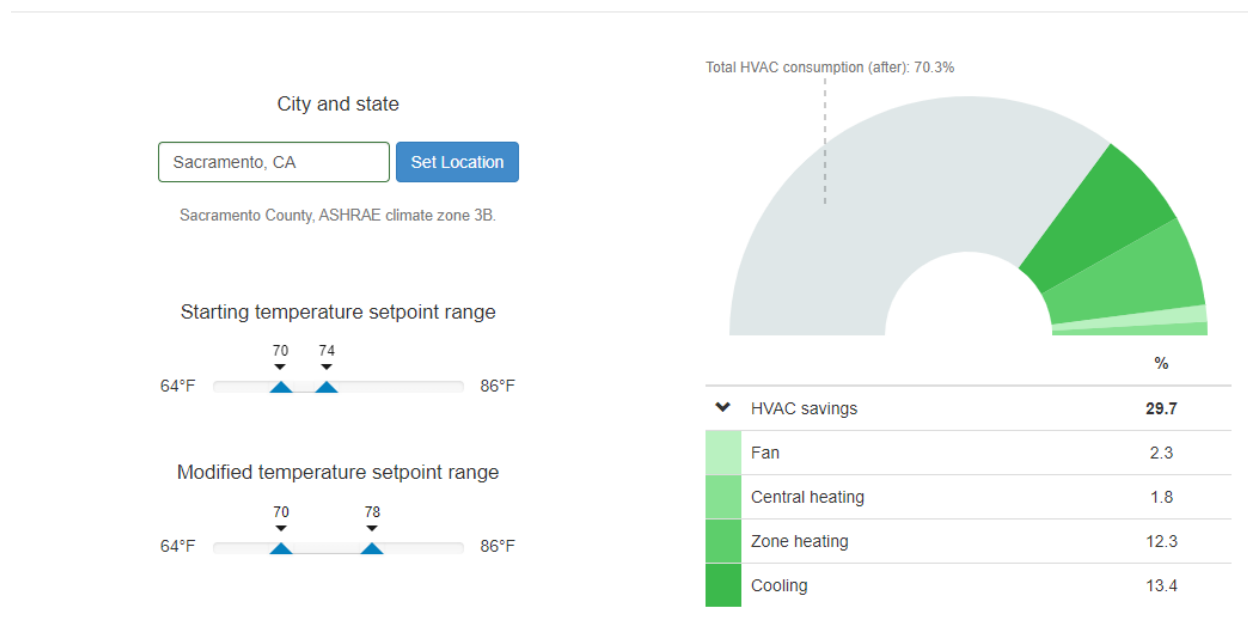 City and state
Sacramento, CA
Set Location
Sacramento County, ASHRAE climate zone 3B.
Starting temperature setpoint range
70 74
64°F 86°F
Modified temperature setpoint range
70 78
64°F 86°F
Total HVAC consumption (after): 70.3%
%
HVAC savings 29.7
Fan 2.3
Central heating 1.8
Zone heating 12.3
Cooling 13.4